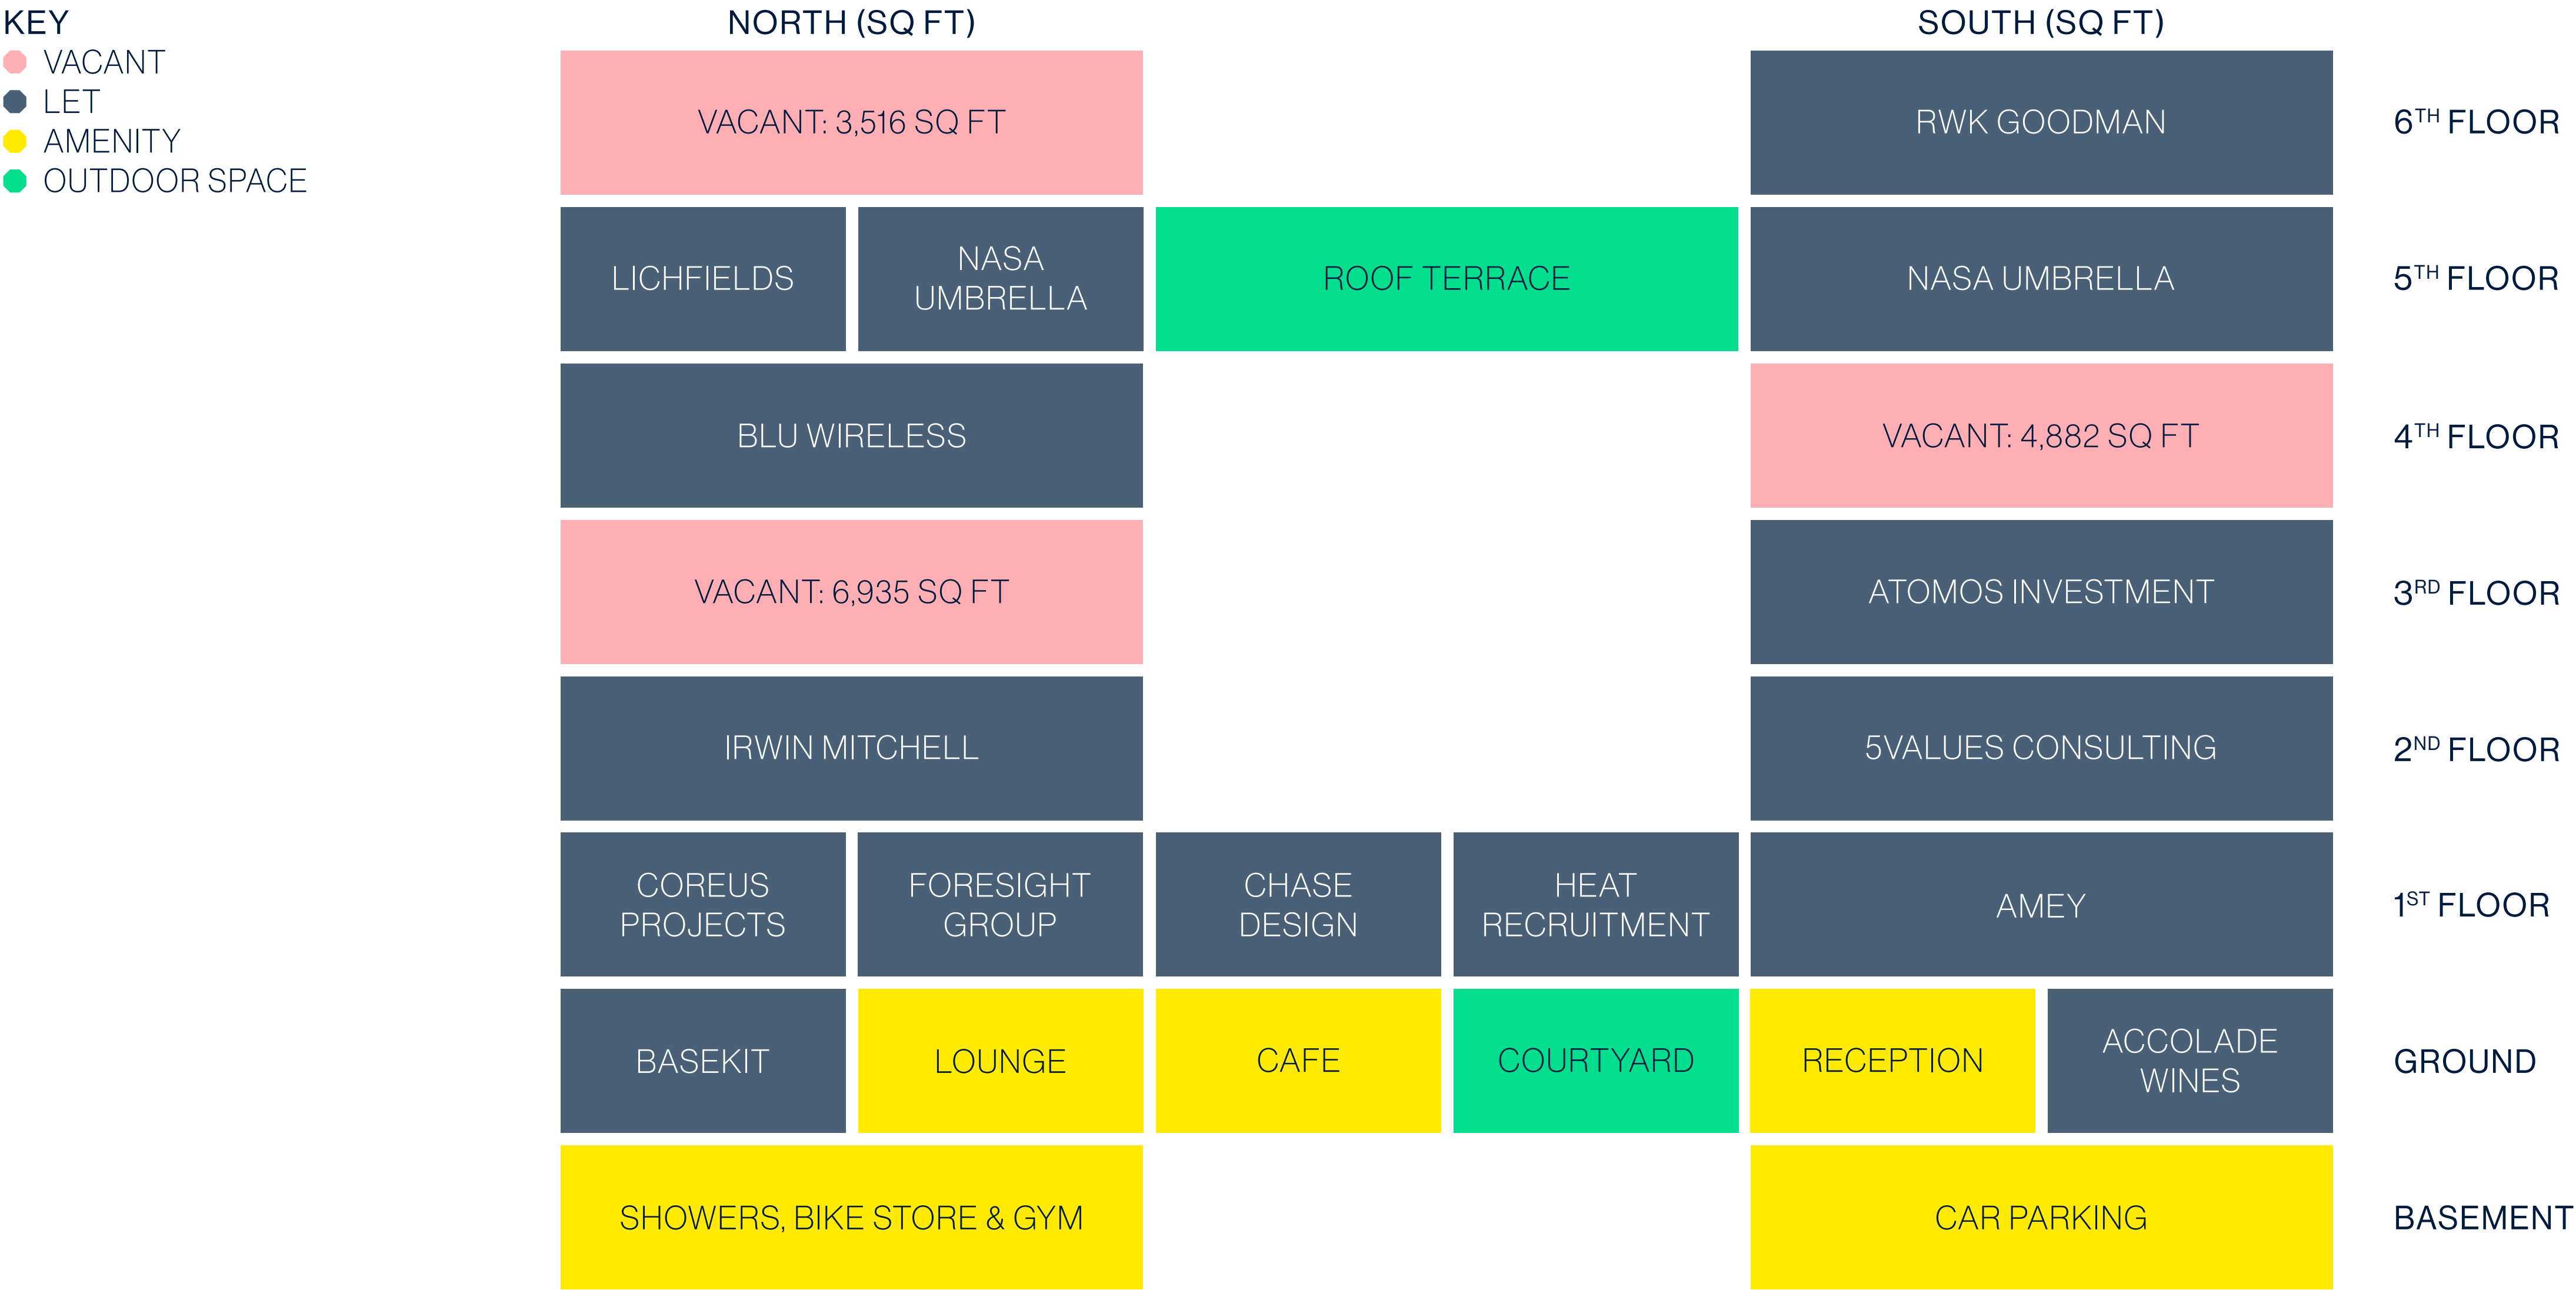 KEY
VACANT
LET
AMENITY
OUTDOOR SPACE
NORTH (SQ FT)
SOUTH (SQ FT)
VACANT: 3,516 SQ FT
RWK GOODMAN
6TH FLOOR
LICHFIELDS
NASA
UMBRELLA
ROOF TERRACE
NASA UMBRELLA
5TH FLOOR
BLU WIRELESS
VACANT: 4,882 SQ FT
4TH FLOOR
VACANT: 6,935 SQ FT
ATOMOS INVESTMENT
3RD FLOOR
IRWIN MITCHELL
5VALUES CONSULTING
2ND FLOOR
COREUS
PROJECTS
FORESIGHT
GROUP
CHASE
DESIGN
HEAT
RECRUITMENT
AMEY
1ST FLOOR
BASEKIT
LOUNGE
CAFE
COURTYARD
RECEPTION
ACCOLADE
WINES
GROUND
SHOWERS, BIKE STORE & GYM
CAR PARKING
BASEMENT